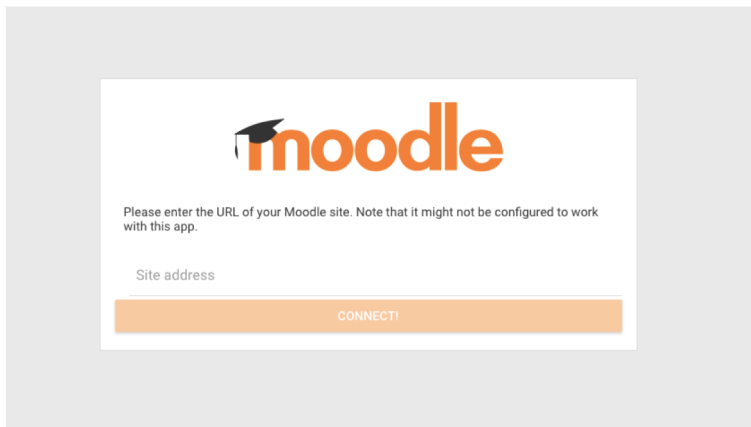 moodle
Please enter the URL of your Moodle site. Note that it might not be configured to work
with this app.
Site address
CONNECT!